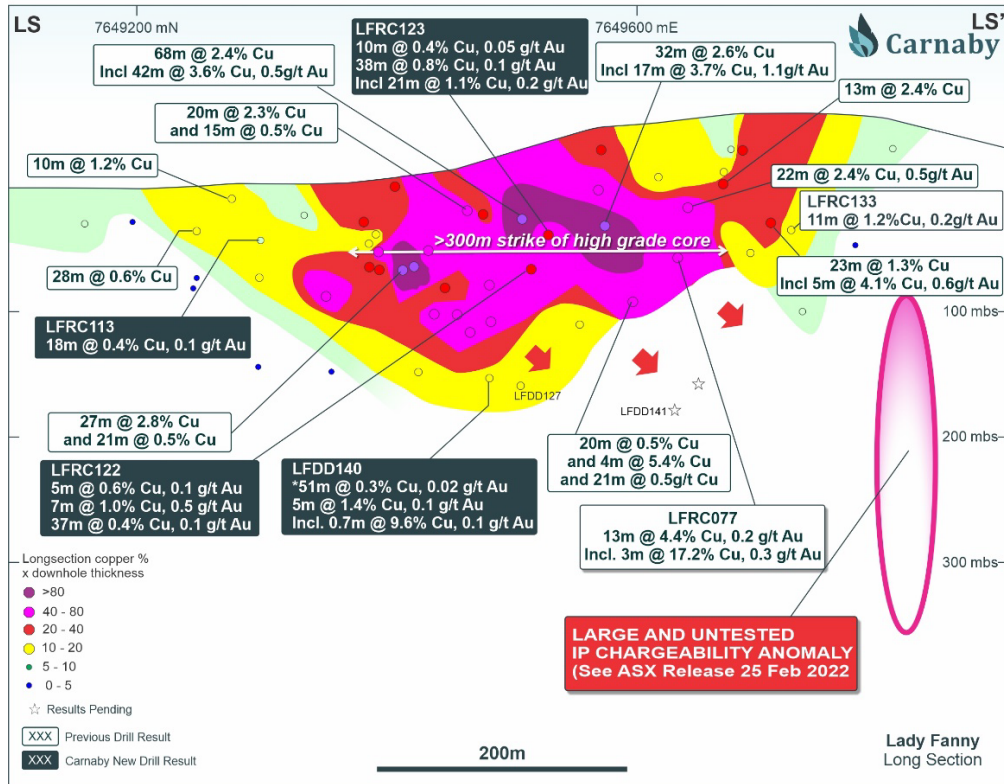 LS
7649200 mN
7649600 mE
LS'
Carnaby
68m @ 2.4% Cu
Incl 42m @ 3.6% Cu, 0.5g/t Au
LFRC123
10m @ 0.4% Cu, 0.05 g/t Au
38m @ 0.8% Cu, 0.1 g/t Au
Incl 21m @ 1.1% Cu, 0.2 g/t Au
32m @ 2.6% Cu
Incl 17m @ 3.7% Cu, 1.1g/t Au
13m @ 2.4% Cu
20m @ 2.3% Cu
and 15m @ 0.5% Cu
10m @ 1.2% Cu
22m @ 2.4% Cu, 0.5g/t Au
LFRC133
11m @ 1.2%Cu, 0.2g/t Au
>300m strike of high grade core
28m @ 0.6% Cu
23m @ 1.3% Cu
Incl 5m @ 4.1% Cu, 0.6g/t Au
100 mbs
LFRC113
18m @ 0.4% Cu, 0.1 g/t Au
LFDD127
LFDD141
27m @ 2.8% Cu
and 21m @ 0.5% Cu
200 mbs
20m @ 0.5% Cu
and 4m @ 5.4% Cu
and 21m @ 0.5g/t Cu
LFRC122
5m @ 0.6% Cu, 0.1 g/t Au
7m @ 1.0% Cu, 0.5 g/t Au
37m @ 0.4% Cu, 0.1 g/t Au
LFDD140
*51m @ 0.3% Cu, 0.02 g/t Au
5m @ 1.4% Cu, 0.1 g/t Au
Incl. 0.7m @ 9.6% Cu, 0.1 g/t Au
LFRC077
13m @ 4.4% Cu, 0.2 g/t Au
Incl. 3m @ 17.2% Cu, 0.3 g/t Au
300 mbs
Longsection copper %
x downhole thickness
>80
40 - 80
20 - 40
10 - 20
5 - 10
0 - 5
Results Pending
XXX Previous Drill Result
XXX Carnaby New Drill Result
LARGE AND UNTESTED
IP CHARGEABILITY ANOMALY
(See ASX Release 25 Feb 2022
200m
Lady Fanny
Long Section